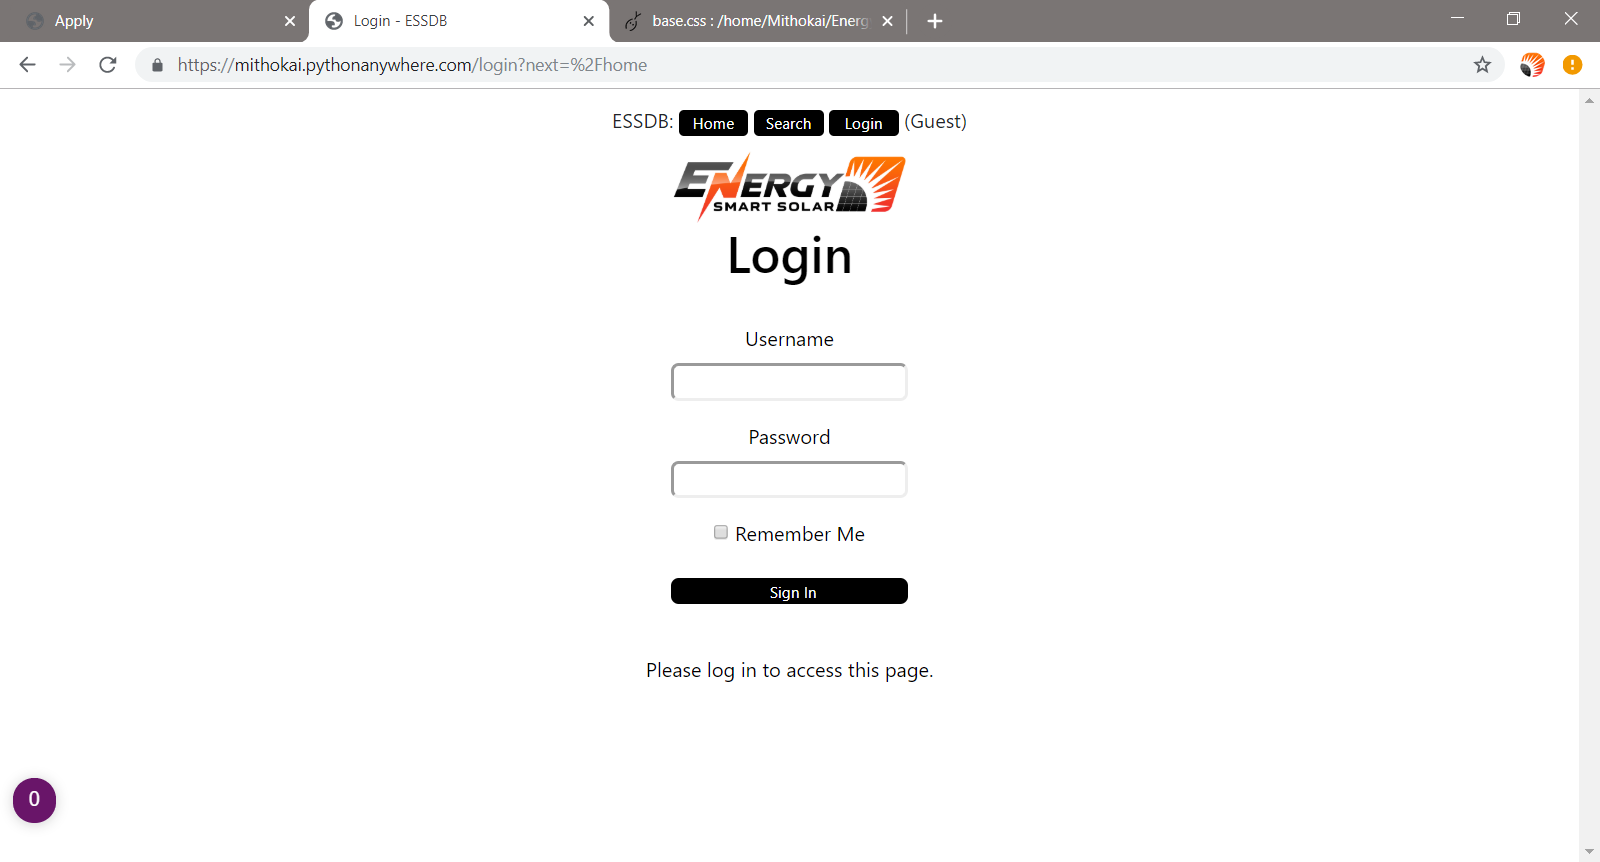 Apply
Login - ESSDB
base.css : /home/Mithokai/Energ
https://mithokai.pythonanywhere.com/login?next=%2Fhome
ESSDB: Home Search Login (Guest)
ENERGY
SMART SOLAR
Login
Username
Password
Remember Me
Sign In
Please log in to access this page.
0